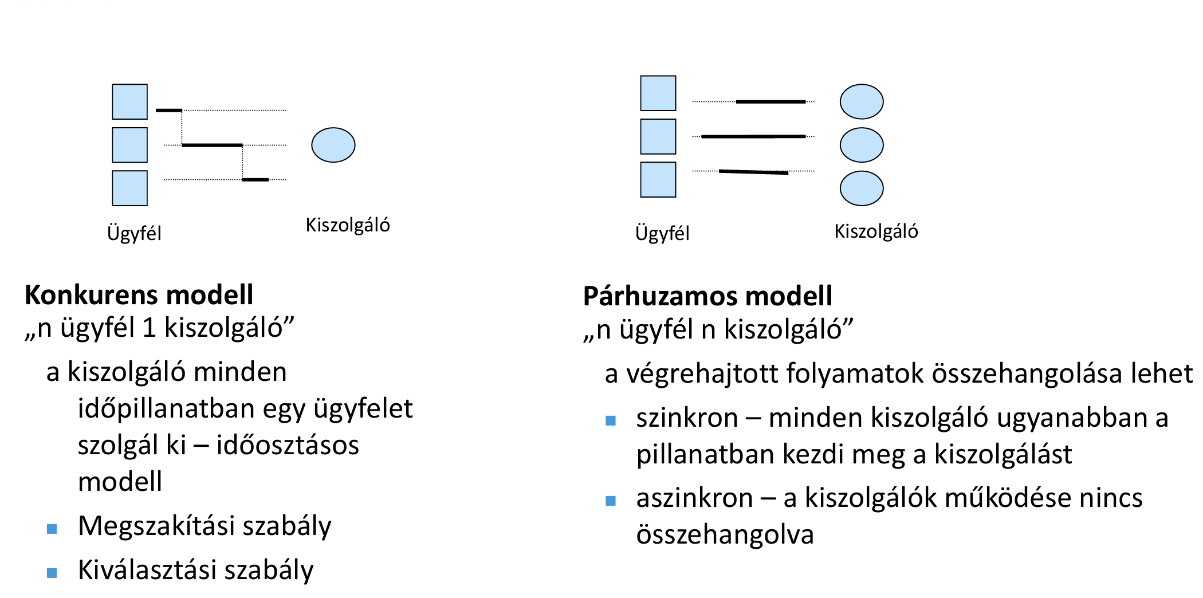 Ügyfél
Kiszolgáló
Konkurens modell
„n ügyfél 1 kiszolgáló”
a kiszolgáló minden
időpillanatban egy ügyfelet
szolgál ki – időosztásos
modell
Megszakítási szabály
Kiválasztási szabály
Ügyfél
Kiszolgáló
Párhuzamos modell
„n ügyfél n kiszolgáló”
a végrehajtott folyamatok összehangolása lehet
szinkron – minden kiszolgáló ugyanabban a
pillanatban kezdi meg a kiszolgálást
aszinkron – a kiszolgálók működése nincs
összehangolva